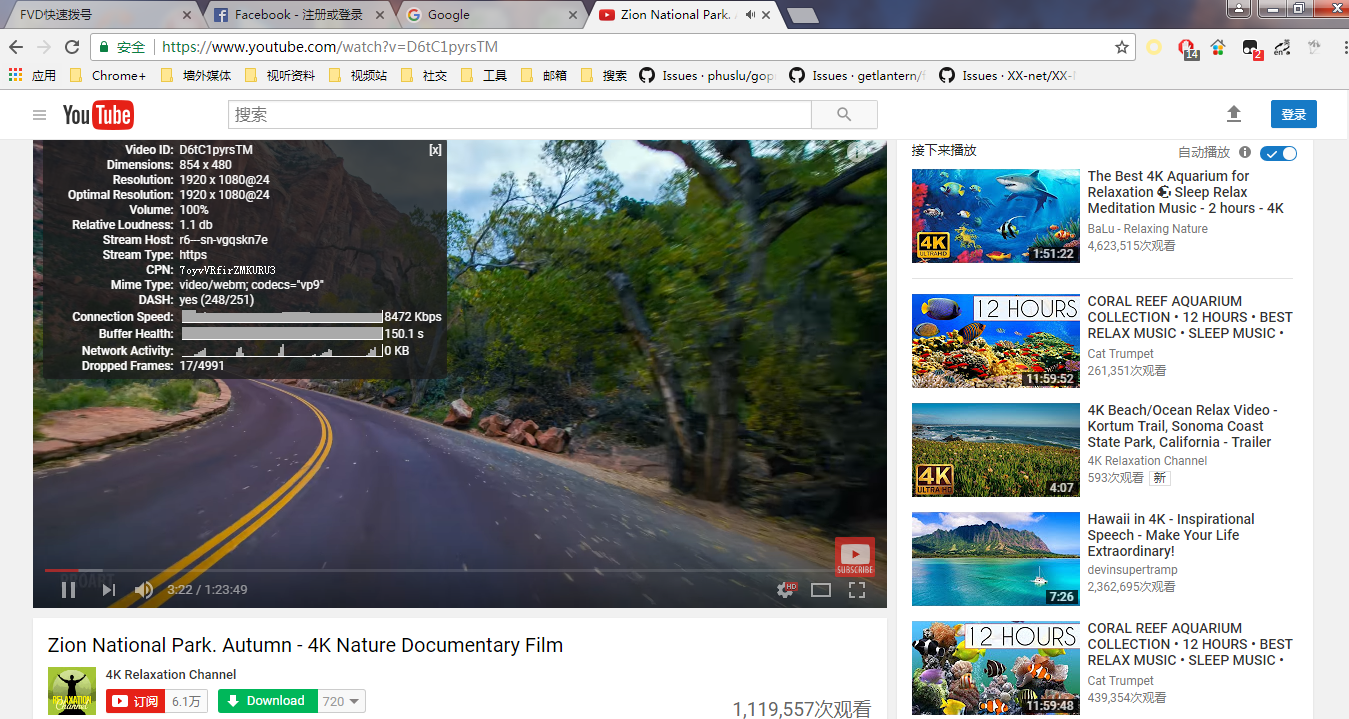 FVD快速拨号
Facebook - 注册或登录
Google
Zion National Park.
安全
https://www.youtube.com/watch?v=D6tC1pyrsTM
14
2
en
应用
Chrome+
墙外媒体
视听资料
视频站
社交
工具
邮箱
搜索
Issues · phuslu/gop
Issues · getlantern/f
Issues · XX-net/XX-
YouTube
搜索
登录
Video ID: D6tC1pyrsTM
[x]
Dimensions: 854 x 480
Resolution: 1920 x 1080@24
Optimal Resolution: 1920 x 1080@24
Volume: 100%
Relative Loudness: 1.1 db
Stream Host: r6---sn-vgqskn7e
Stream Type: https
CPN: 7oyvVRfirZMKURU3
Mime Type: video/webm; codecs="vp9"
DASH: yes (248/251)
Connection Speed: 8472 Kbps
Buffer Health: 150.1 s
Network Activity: 0 KB
Dropped Frames: 17/4991
SUBSCRIBE
PROART
3:22 / 1:23:49
HD
Zion National Park. Autumn - 4K Nature Documentary Film
RELAXATION
Channel
4K Relaxation Channel
订阅 6.1万
Download 720
1,119,557次观看
接下来播放
自动播放
4K
ULTRA HD
1:51:22
The Best 4K Aquarium for
Relaxation Sleep Relax
Meditation Music - 2 hours - 4K
BaLu - Relaxing Nature
4,623,515次观看
12 HOURS
11:59:52
CORAL REEF AQUARIUM
COLLECTION • 12 HOURS • BEST
RELAX MUSIC • SLEEP MUSIC •
Cat Trumpet
261,351次观看
4K
ULTRA HD
4:07
4K Beach/Ocean Relax Video -
Kortum Trail, Sonoma Coast
State Park, California - Trailer
4K Relaxation Channel
593次观看 新
7:26
Hawaii in 4K - Inspirational
Speech - Make Your Life
Extraordinary!
devinsupertramp
2,362,695次观看
12 HOURS
11:59:48
CORAL REEF AQUARIUM
COLLECTION • 12 HOURS • BEST
RELAX MUSIC • SLEEP MUSIC •
Cat Trumpet
439,354次观看